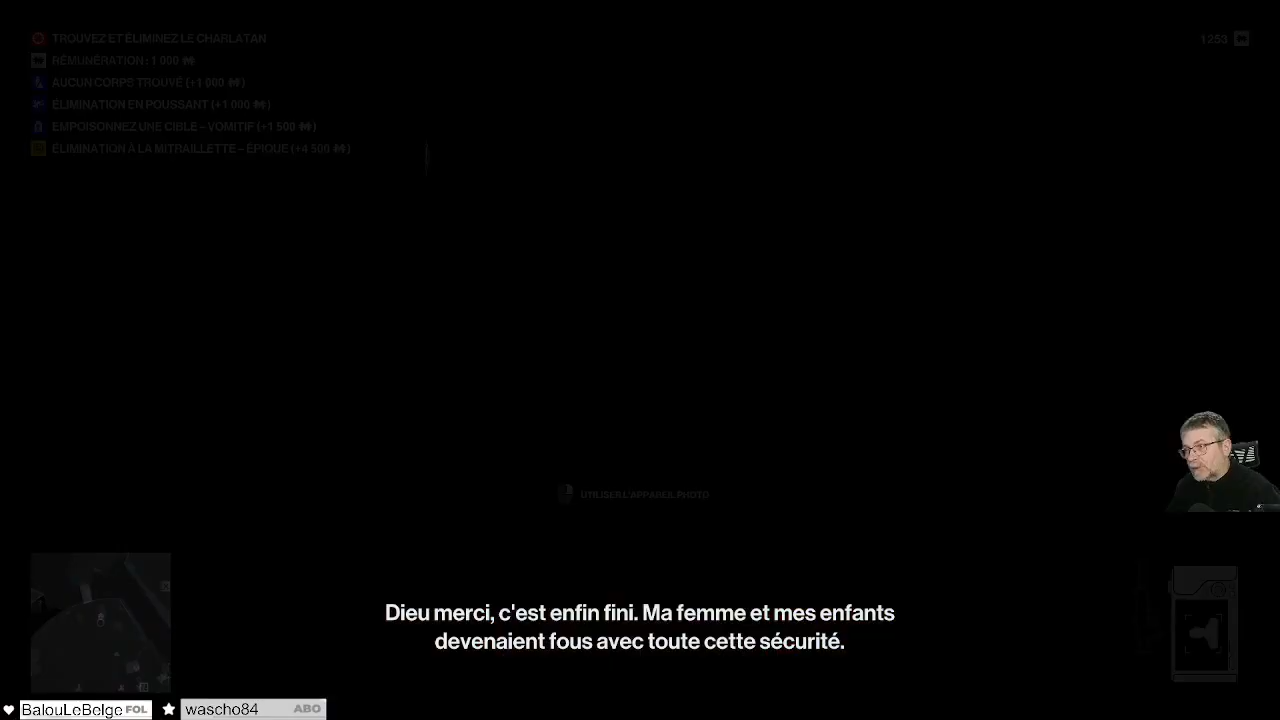 TROUVEZ ET ÉLIMINEZ LE CHARLATAN
1253
RÉMUNÉRATION : 1 000
AUCUN CORPS TROUVÉ (+1 000 )
ÉLIMINATION EN POUSSANT (+1 000 )
EMPOISONNEZ UNE CIBLE – VOMITIF (+1 500 )
ÉLIMINATION À LA MITRAILLETTE – ÉPIQUE (+4 500 )
UTILISER L'APPAREIL PHOTO
Dieu merci, c'est enfin fini. Ma femme et mes enfants
devenaient fous avec toute cette sécurité.
BalouLeBelge FOL wascho84 ABO